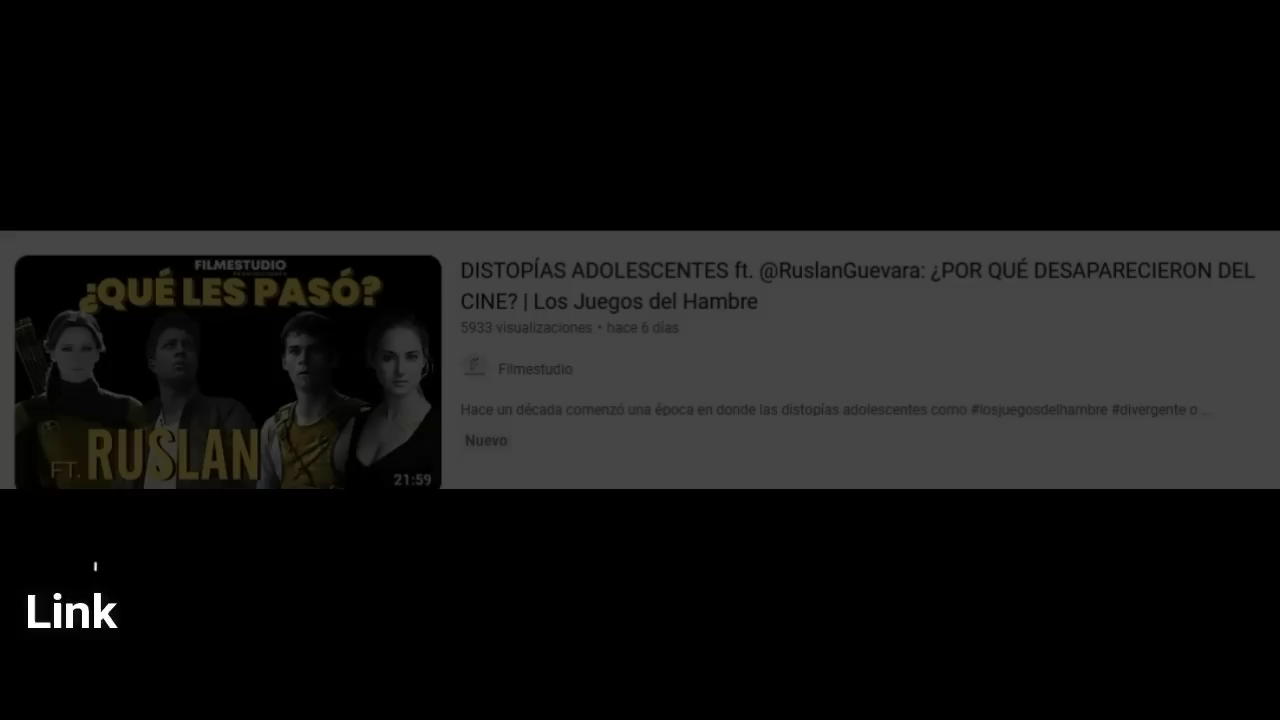 FILMESTUDIO
¿QUÉ LES PASÓ?
FT. RUSLAN
21:59
DISTOPÍAS ADOLESCENTES ft. @RuslanGuevara: ¿POR QUÉ DESAPARECIERON DEL
CINE? | Los Juegos del Hambre
5933 visualizaciones • hace 6 días
Filmestudio
Hace un década comenzó una época en donde las distopías adolescentes como #losjuegosdelhambre #divergente o ...
Nuevo
Link